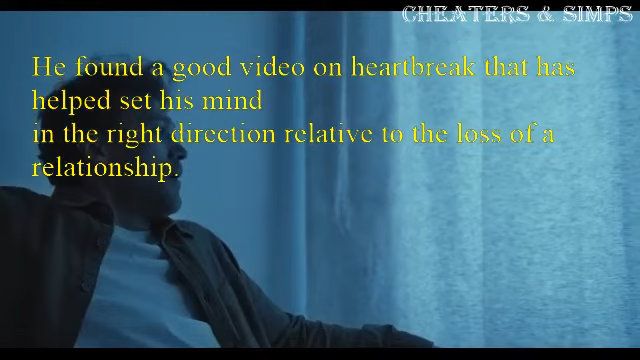 CHEATERS & SIMPS
He found a good video on heartbreak that has
helped set his mind
in the right direction relative to the loss of a
relationship.